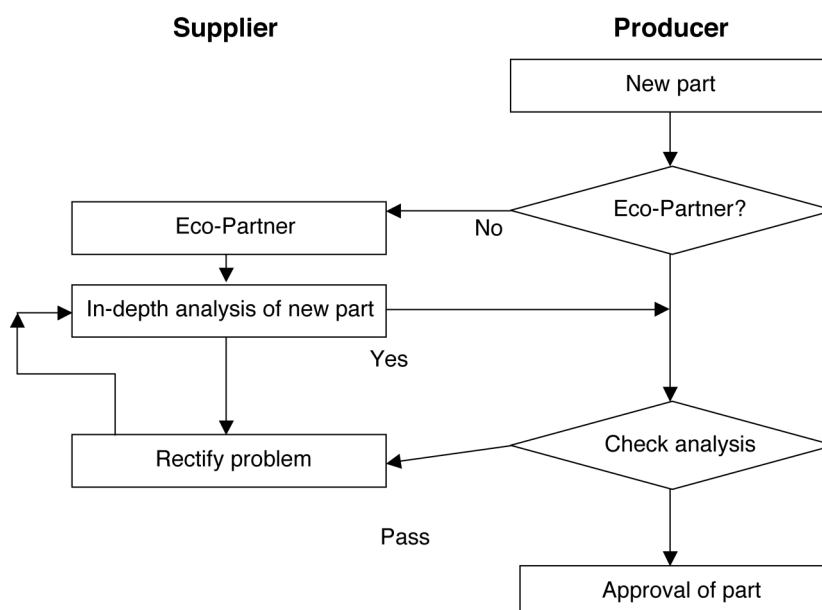 Supplier
Producer
New part
Eco-Partner?
No
Eco-Partner
In-depth analysis of new part
Yes
Check analysis
Rectify problem
Pass
Approval of part